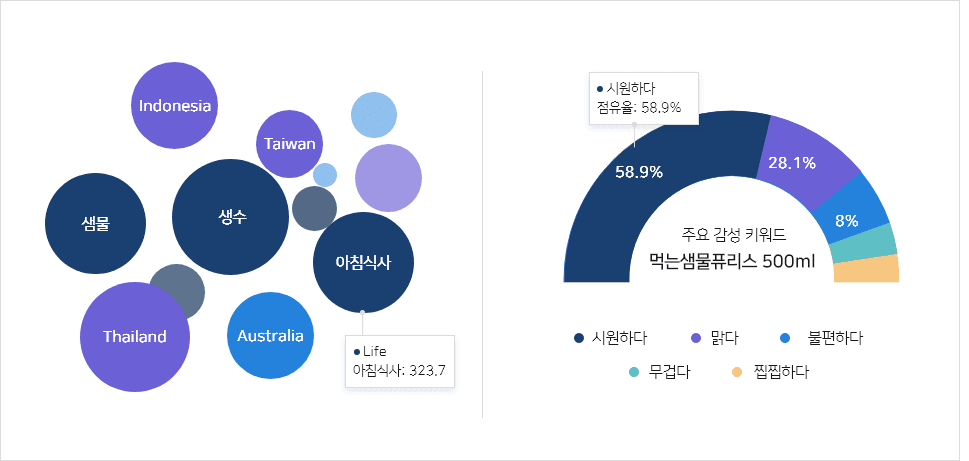 Indonesia
Taiwan
샘물
생수
아침식사
Thailand
Australia
Life
아침식사: 323.7
시원하다
점유율: 58.9%
58.9%
28.1%
8%
주요 감성 키워드
먹는샘물퓨리스 500ml
시원하다
맑다
불편하다
무겁다
찝찝하다